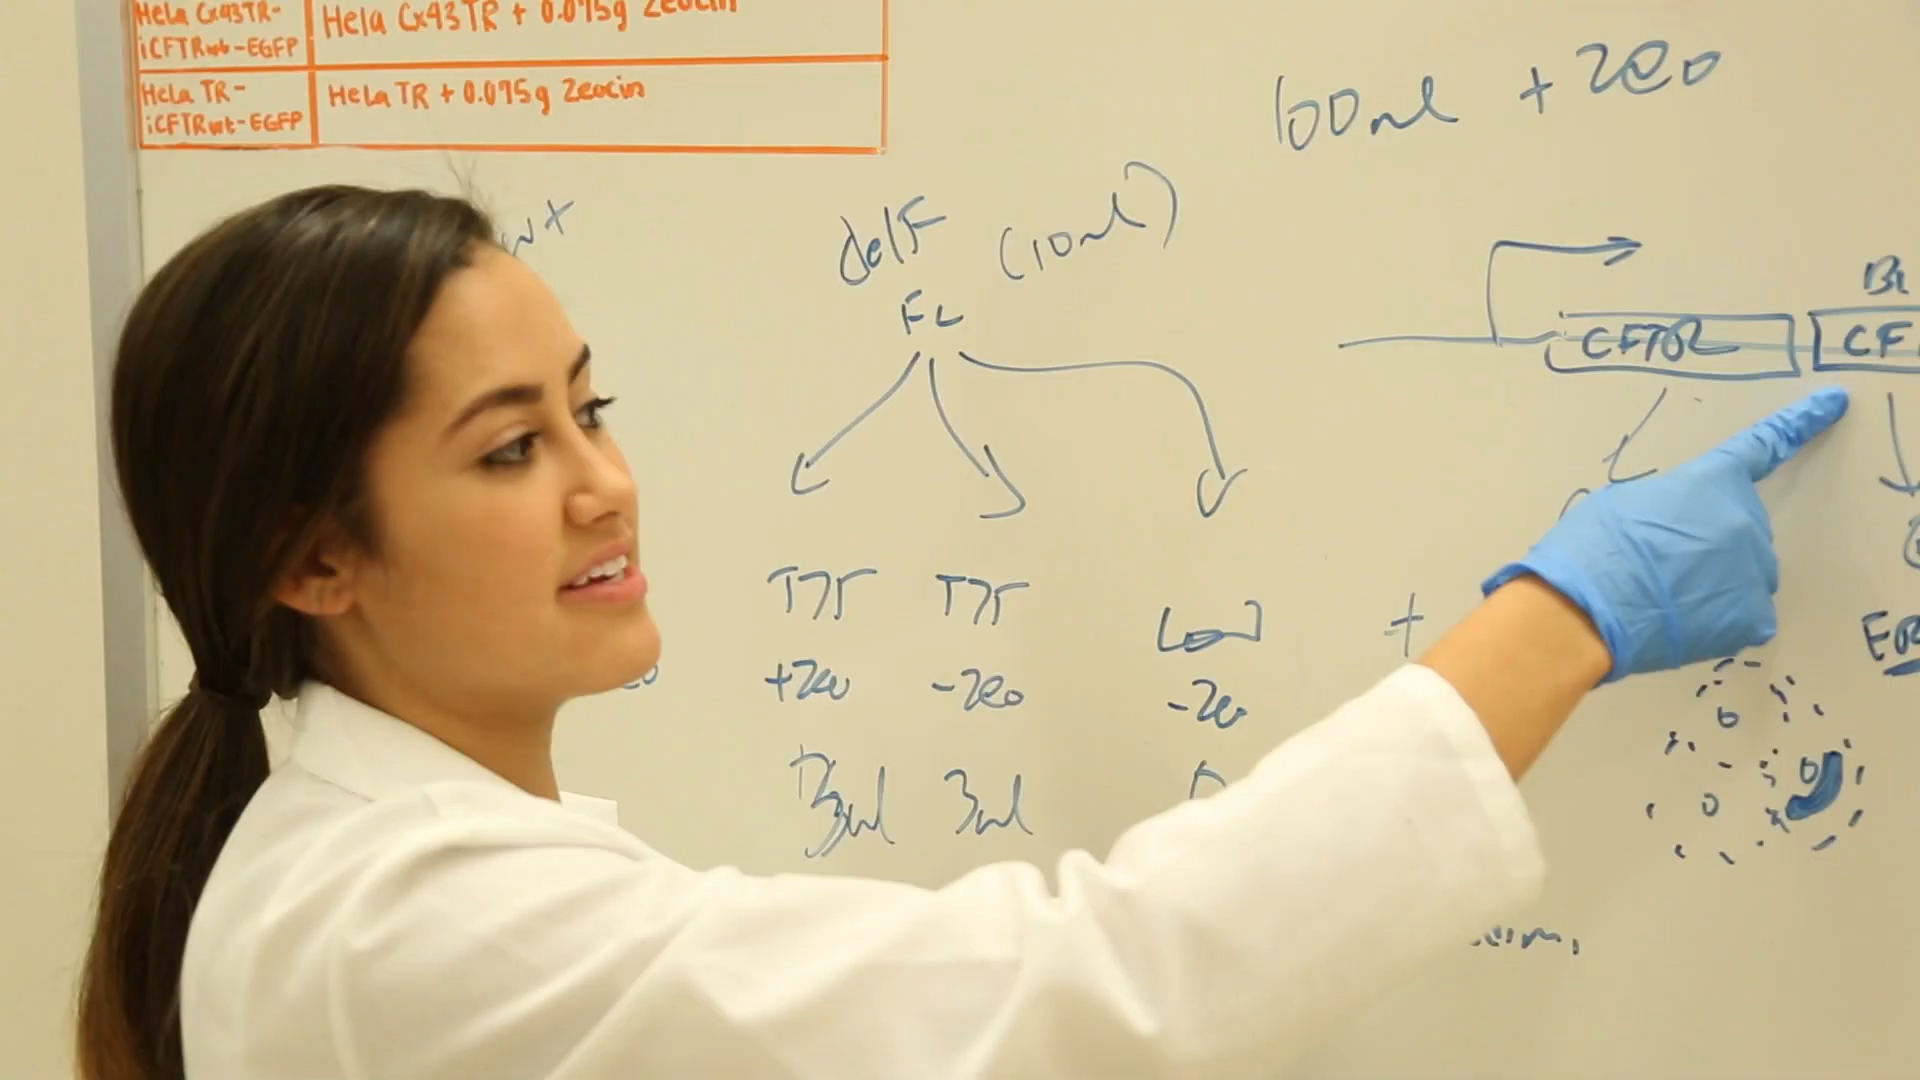 Hela Cx43TR-
iCFTRwt-EGFP
Hela Cx43TR + 0.075g Zeocin
Hela TR-
iCFTRwt-EGFP
Hela TR + 0.075g Zeocin
100ml + Zeo
wt
delF (10ml)
FL
CFTR
CF
T75 T75
+Zeo -Zeo -Zeo
3ml 3ml
+